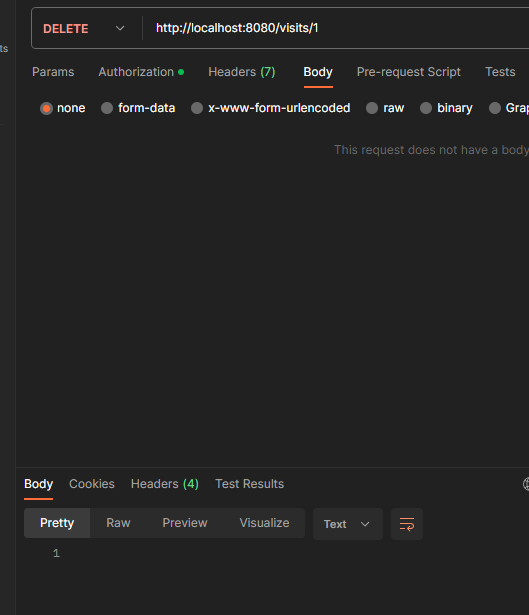 DELETE http://localhost:8080/visits/1
ts
Params Authorization Headers (7) Body Pre-request Script Tests
none form-data x-www-form-urlencoded raw binary Grap
This request does not have a body
Body Cookies Headers (4) Test Results
Pretty Raw Preview Visualize Text
1